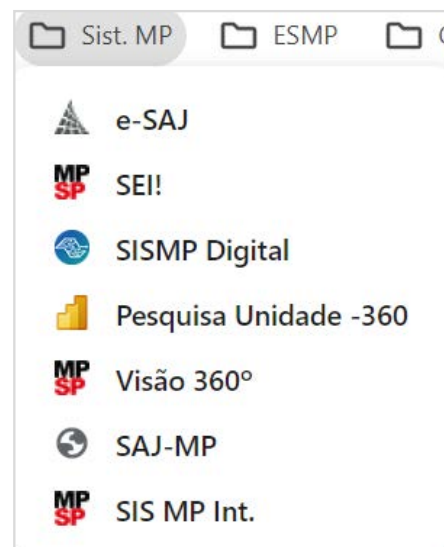 Sist. MP ESMP
e-SAJ
MP SP SEI!
SISMP Digital
Pesquisa Unidade -360
MP SP Visão 360º
SAJ-MP
MP SP SIS MP Int.